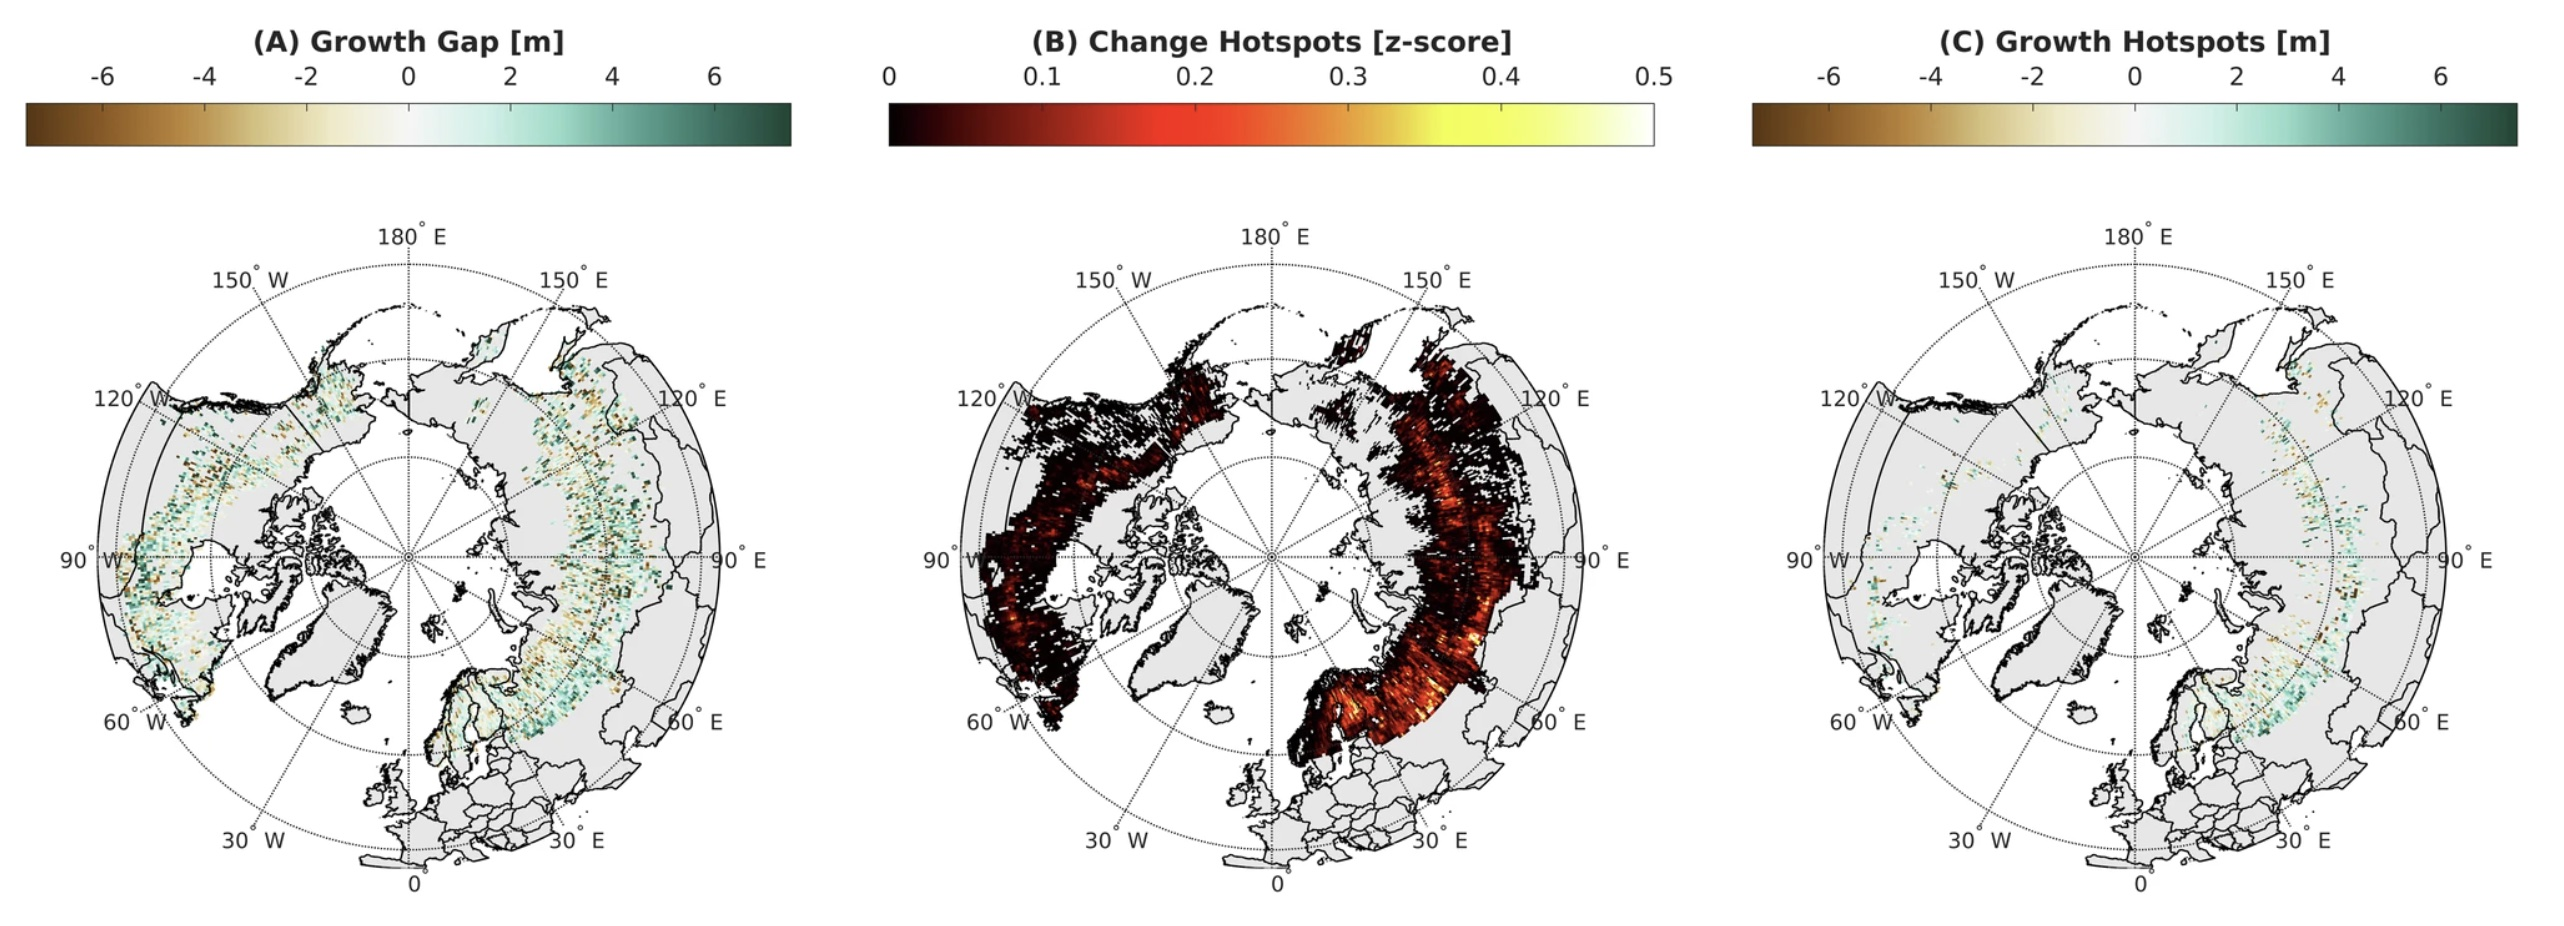 (A) Growth Gap [m]
-6 -4 -2 0 2 4 6
180° E
150° W 150° E
120° W 120° E
90° W 90° E
60° W 60° E
30° W 30° E
0°
(B) Change Hotspots [z-score]
0 0.1 0.2 0.3 0.4 0.5
180° E
150° W 150° E
120° W 120° E
90° W 90° E
60° W 60° E
30° W 30° E
0°
(C) Growth Hotspots [m]
-6 -4 -2 0 2 4 6
180° E
150° W 150° E
120° W 120° E
90° W 90° E
60° W 60° E
30° W 30° E
0°